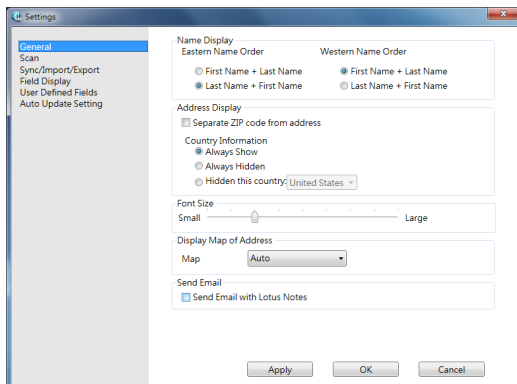 Settings
General
Scan
Sync/Import/Export
Field Display
User Defined Fields
Auto Update Setting
Name Display
Eastern Name Order Western Name Order
First Name + Last Name First Name + Last Name
Last Name + First Name Last Name + First Name
Address Display
Separate ZIP code from address
Country Information
Always Show
Always Hidden
Hidden this country: United States
Font Size
Small Large
Display Map of Address
Map Auto
Send Email
Send Email with Lotus Notes
Apply OK Cancel